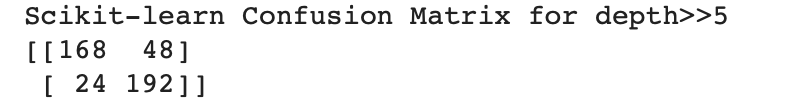 Scikit-learn Confusion Matrix for depth>>5
[[168  48]
 [ 24 192]]